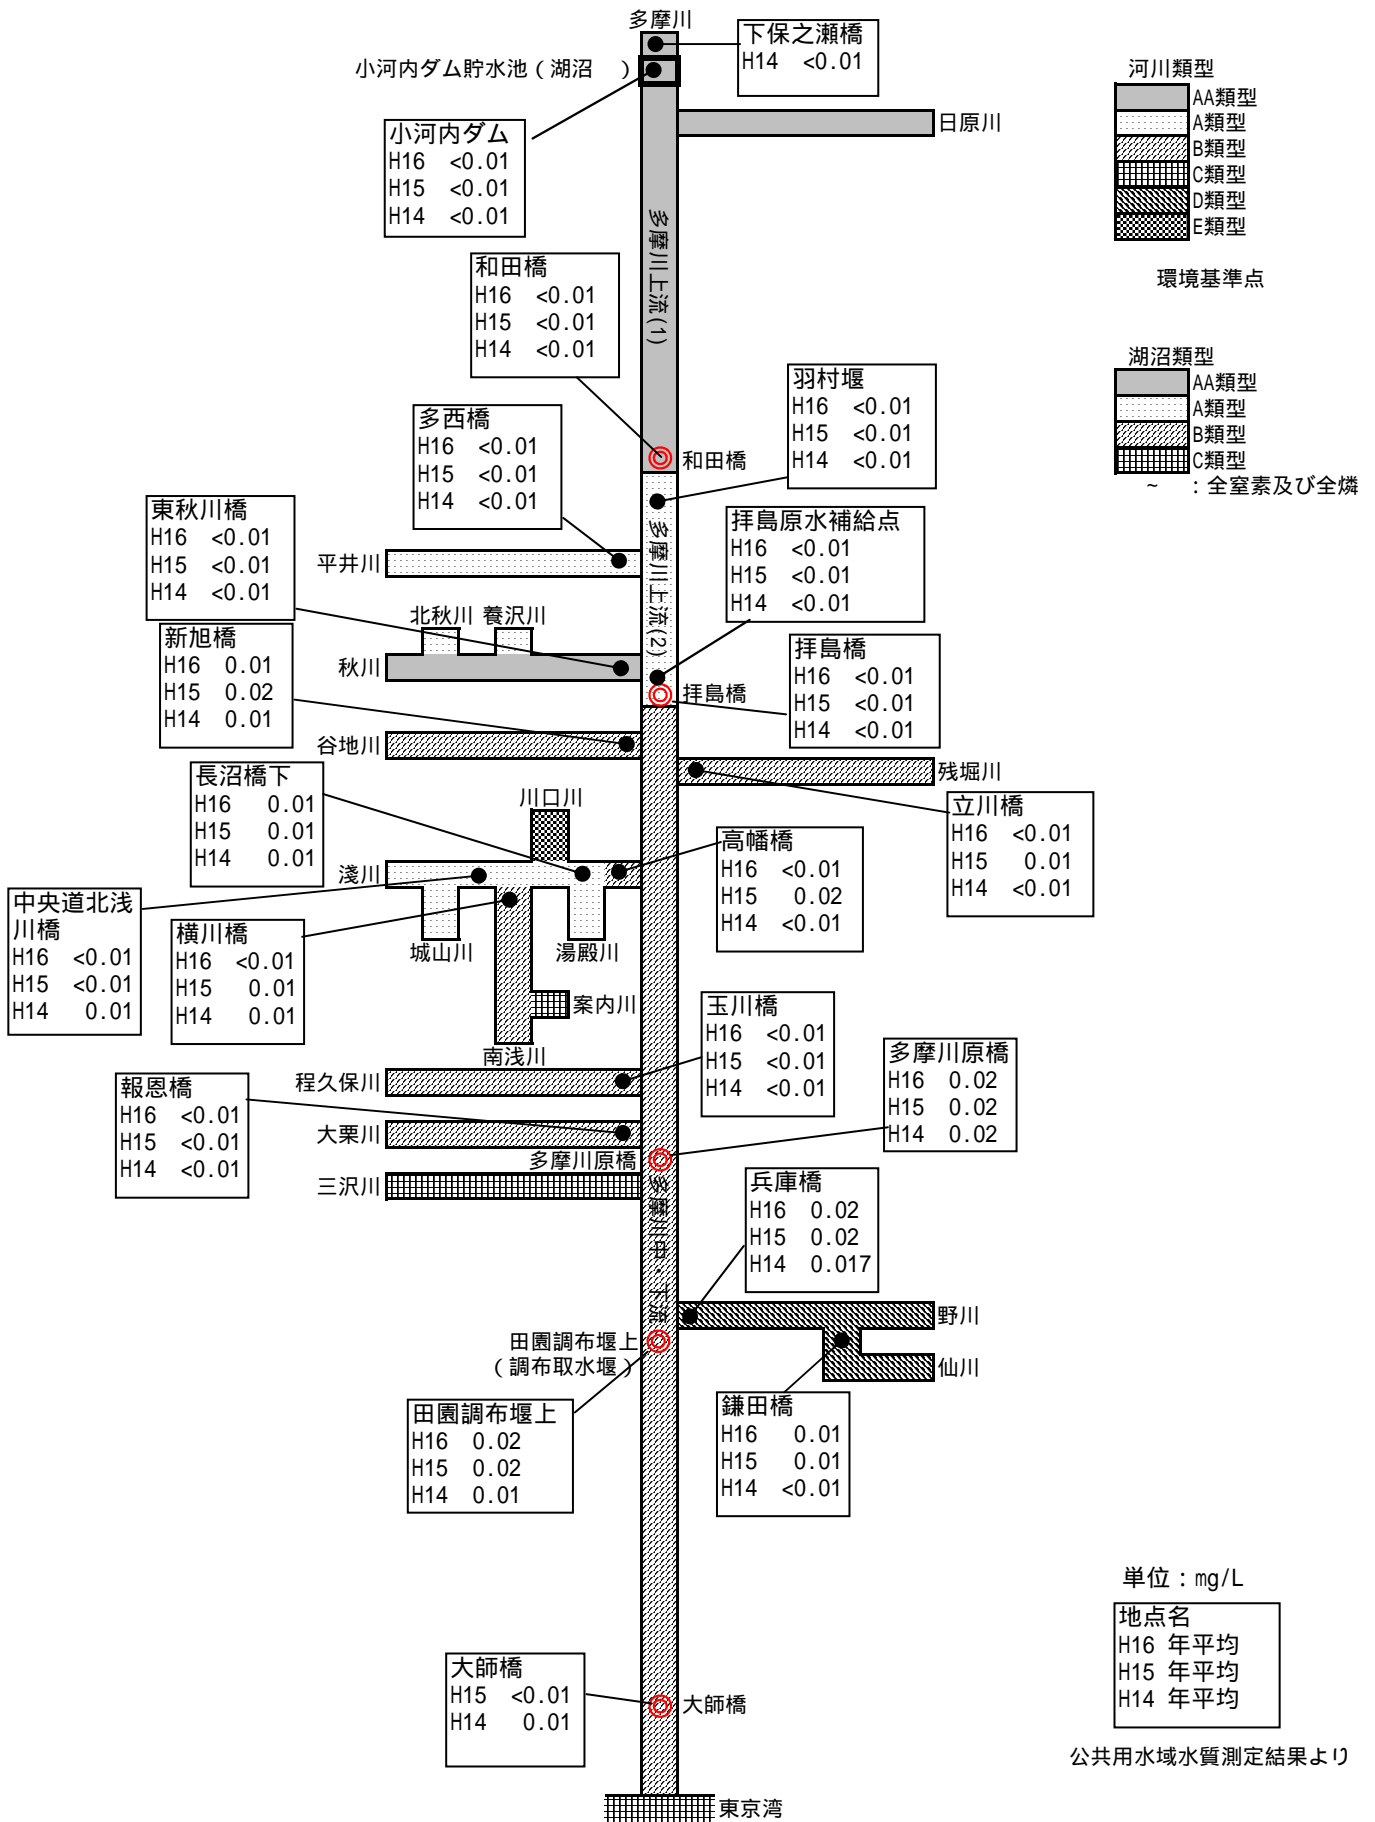 多摩川
下保之瀬橋
H14 <0.01
小河内ダム貯水池（湖沼　）
小河内ダム
H16 <0.01
H15 <0.01
H14 <0.01
日原川
河川類型
AA類型
A類型
B類型
C類型
D類型
E類型
環境基準点
湖沼類型
AA類型
A類型
B類型
C類型
~ ：全窒素及び全燐
多摩川上流(1)
和田橋
H16 <0.01
H15 <0.01
H14 <0.01
和田橋
羽村堰
H16 <0.01
H15 <0.01
H14 <0.01
多西橋
H16 <0.01
H15 <0.01
H14 <0.01
平井川
多摩川上流(2)
拝島原水補給点
H16 <0.01
H15 <0.01
H14 <0.01
東秋川橋
H16 <0.01
H15 <0.01
H14 <0.01
北秋川 養沢川
秋川
拝島橋
拝島橋
H16 <0.01
H15 <0.01
H14 <0.01
新旭橋
H16 0.01
H15 0.02
H14 0.01
谷地川
残堀川
立川橋
H16 <0.01
H15 0.01
H14 <0.01
長沼橋下
H16 0.01
H15 0.01
H14 0.01
川口川
淺川
高幡橋
H16 <0.01
H15 0.02
H14 <0.01
中央道北浅
川橋
H16 <0.01
H15 <0.01
H14 0.01
横川橋
H16 <0.01
H15 0.01
H14 0.01
城山川
湯殿川
案内川
南浅川
玉川橋
H16 <0.01
H15 <0.01
H14 <0.01
程久保川
報恩橋
H16 <0.01
H15 <0.01
H14 <0.01
大栗川
多摩川原橋
多摩川原橋
H16 0.02
H15 0.02
H14 0.02
三沢川
多摩川中・下流
兵庫橋
H16 0.02
H15 0.02
H14 0.017
野川
仙川
田園調布堰上
（調布取水堰）
田園調布堰上
H16 0.02
H15 0.02
H14 0.01
鎌田橋
H16 0.01
H15 0.01
H14 <0.01
大師橋
H15 <0.01
H14 0.01
大師橋
東京湾
単位：mg/L
地点名
H16 年平均
H15 年平均
H14 年平均
公共用水域水質測定結果より